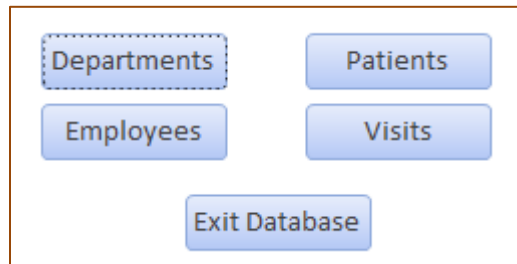 Departments
Patients
Employees
Visits
Exit Database